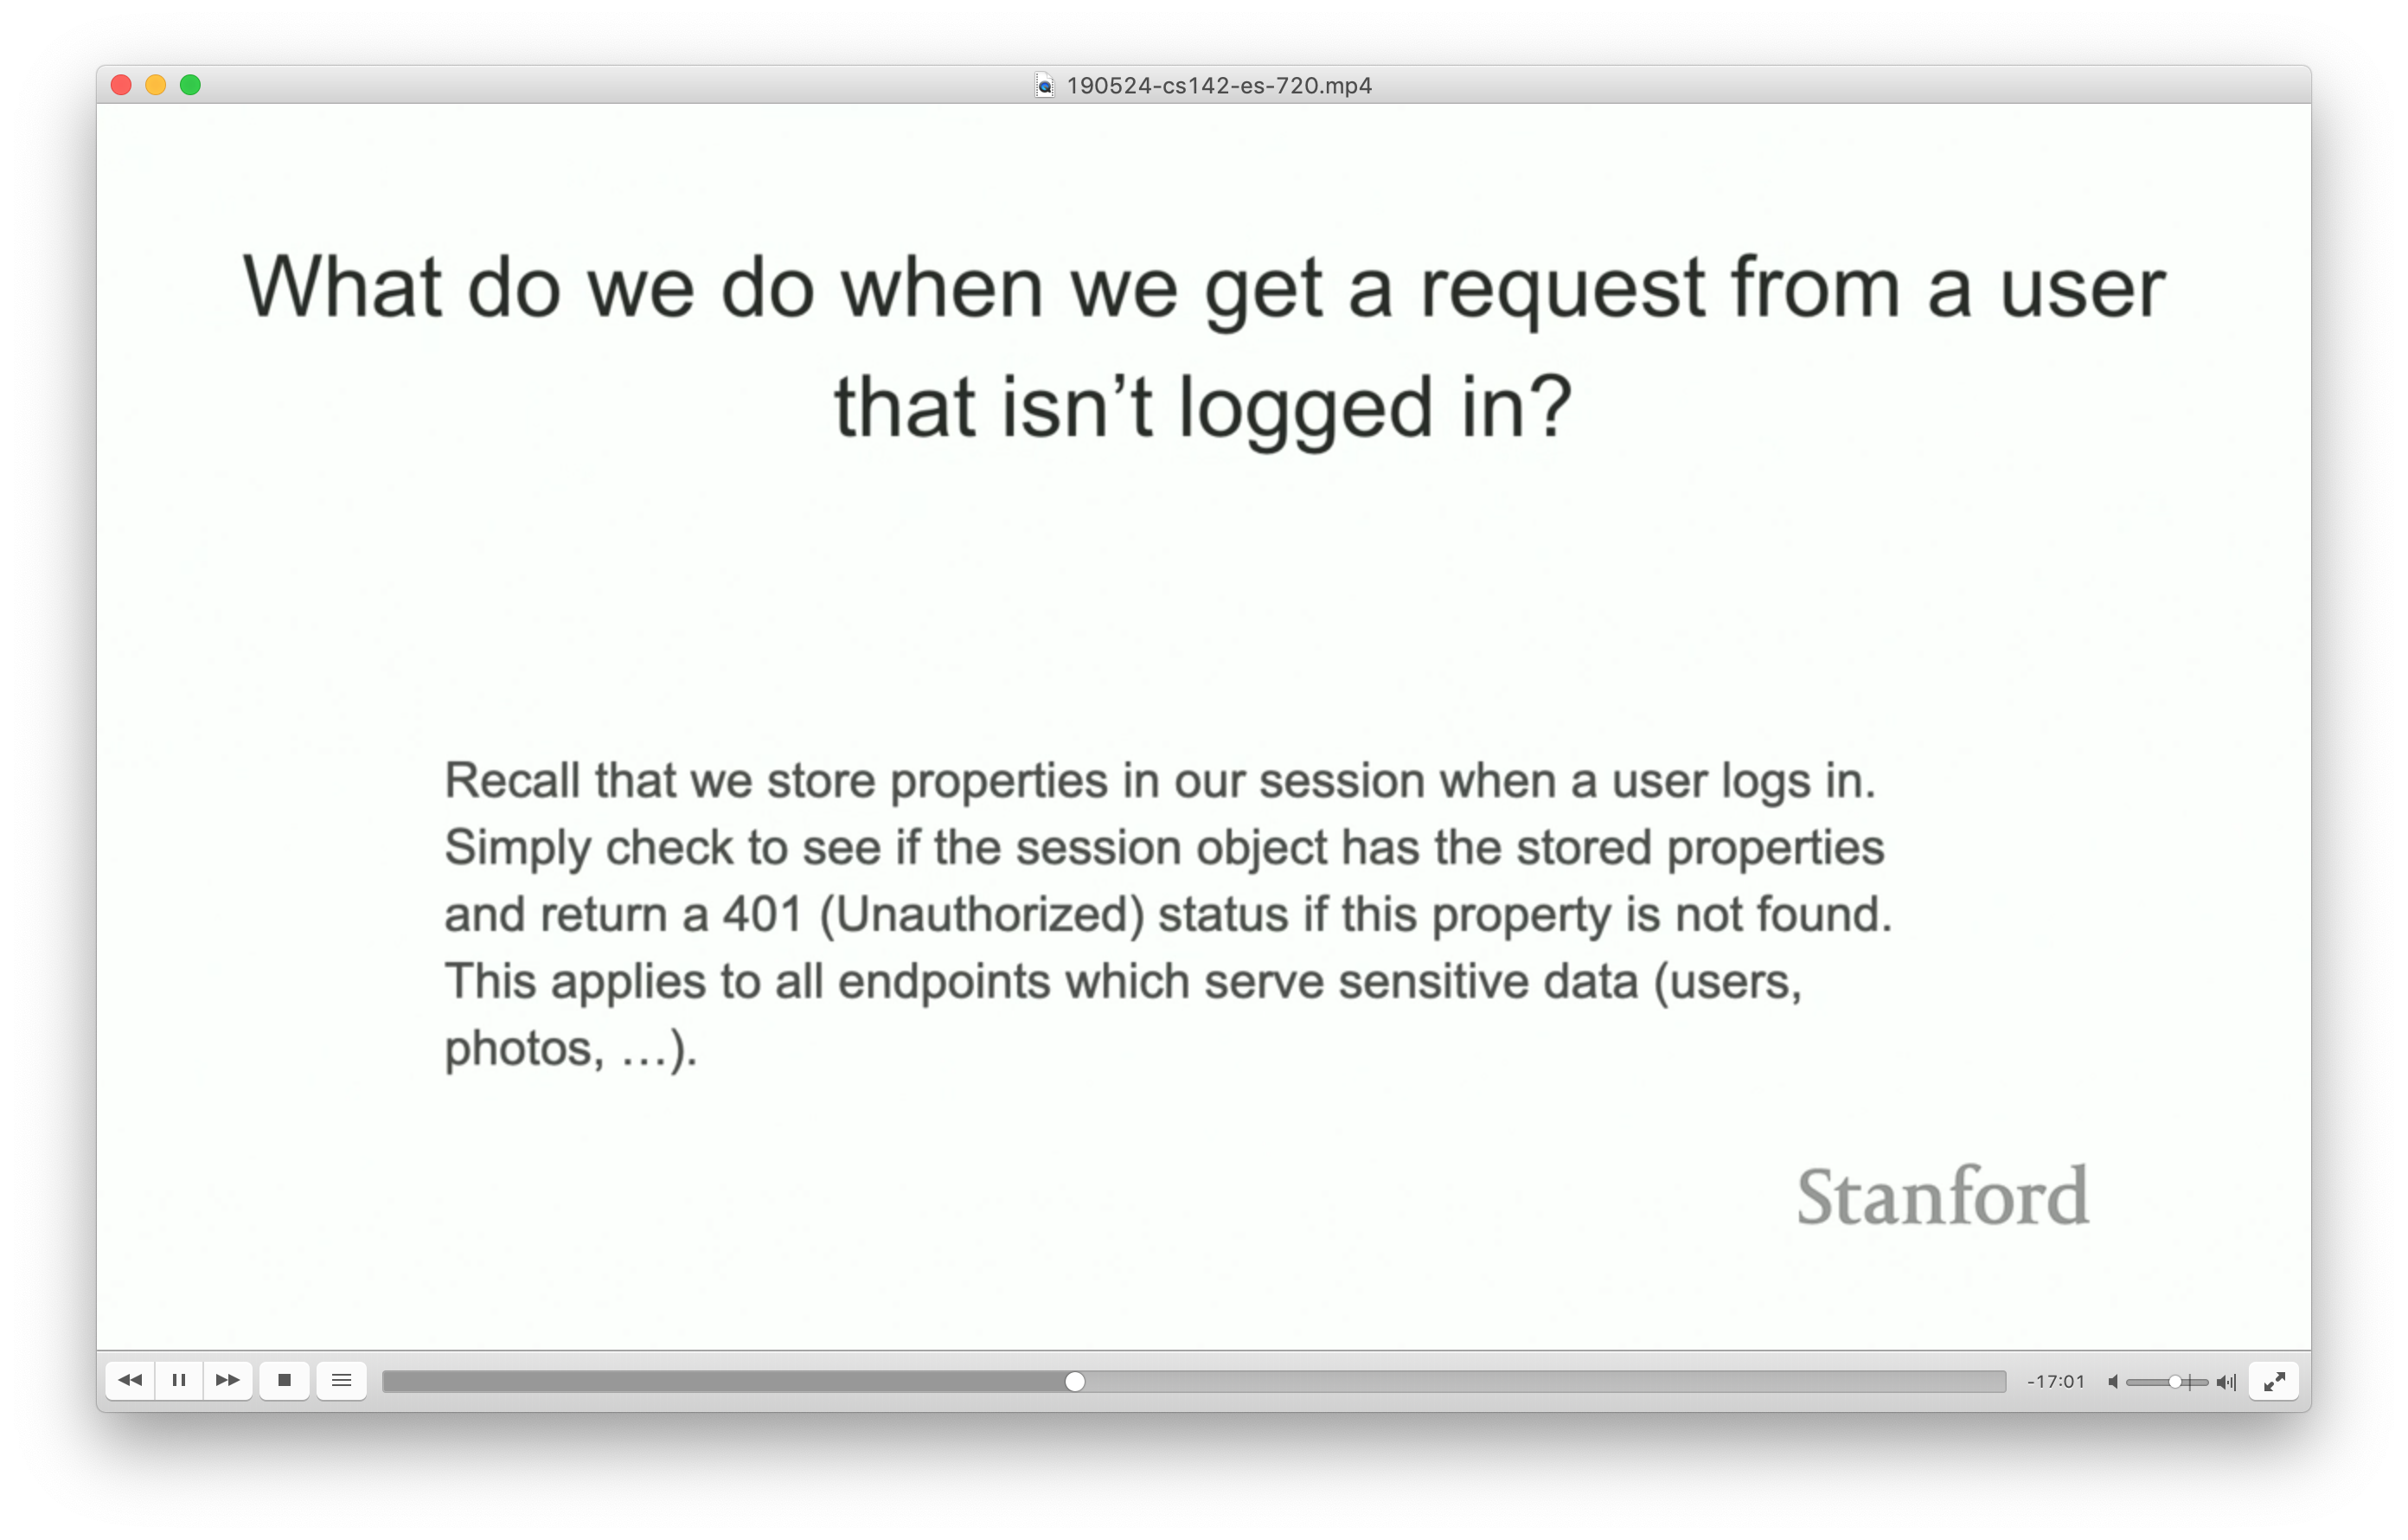 190524-cs142-es-720.mp4
What do we do when we get a request from a user
that isn’t logged in?
Recall that we store properties in our session when a user logs in.
Simply check to see if the session object has the stored properties
and return a 401 (Unauthorized) status if this property is not found.
This applies to all endpoints which serve sensitive data (users,
photos, …).
Stanford
-17:01